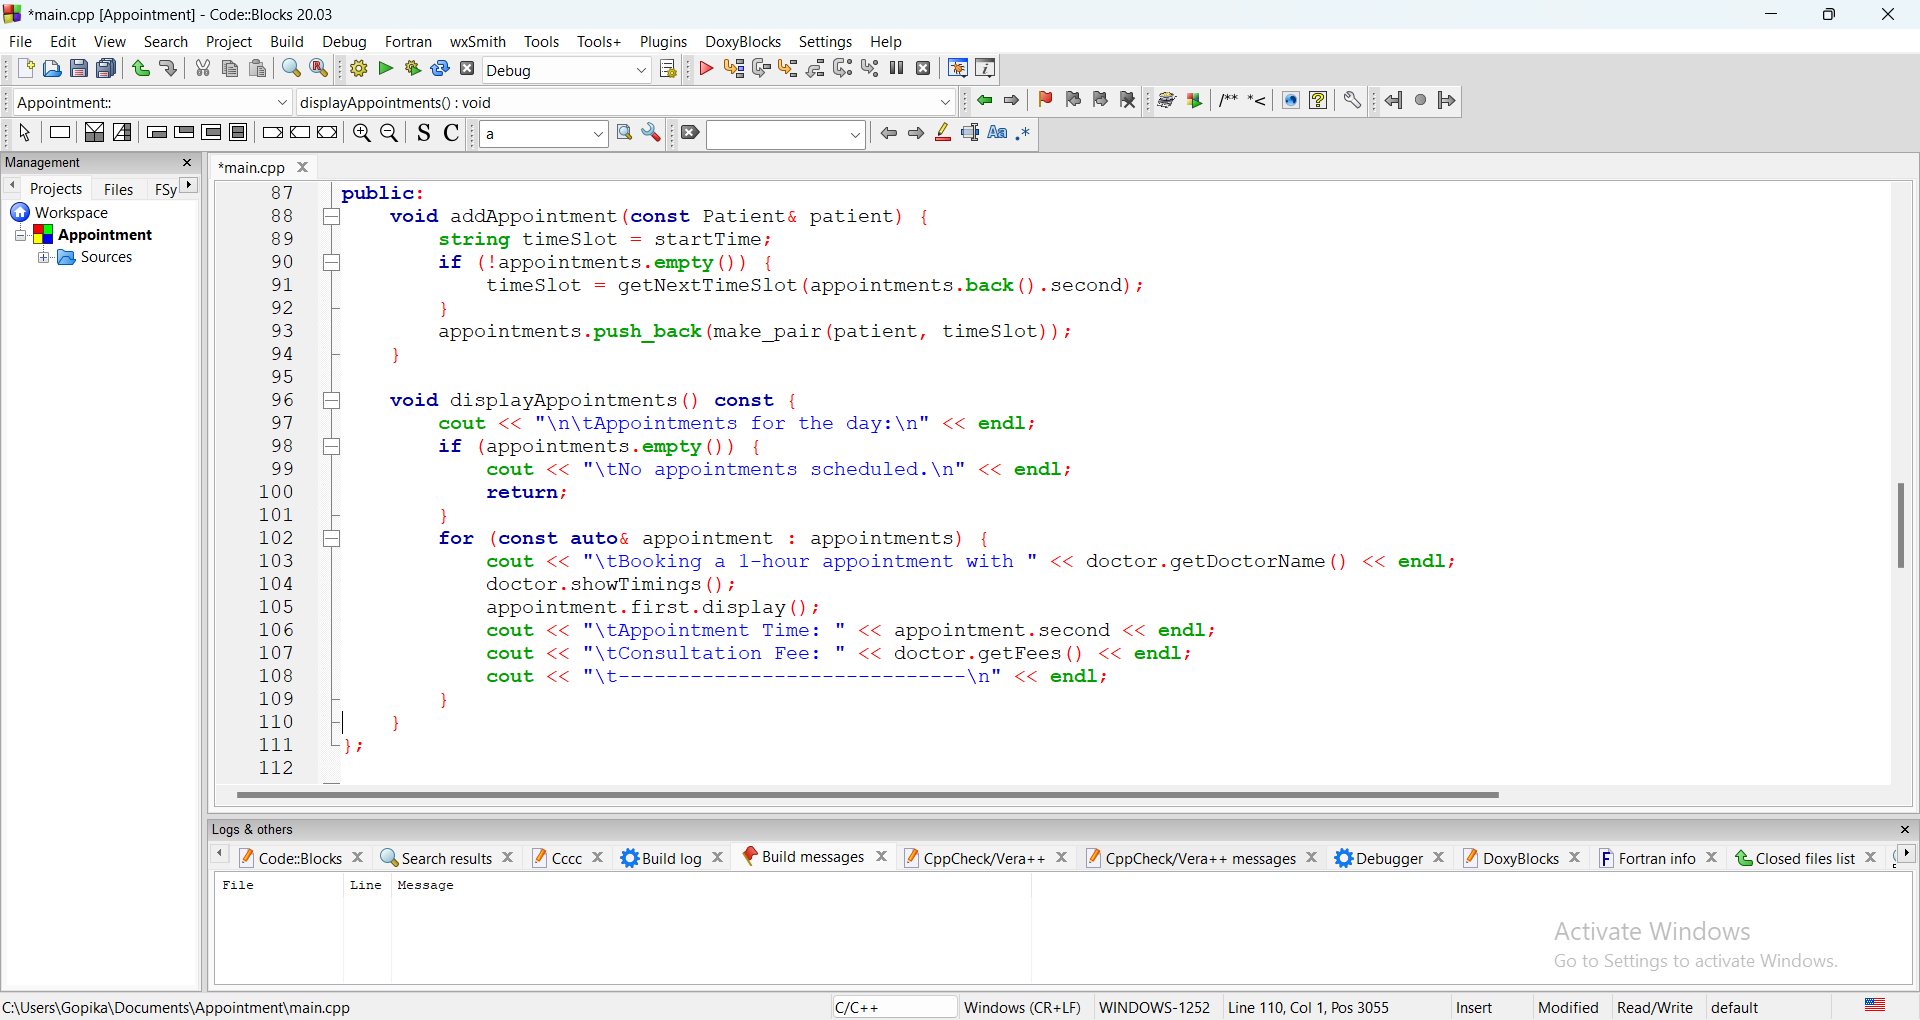 *main.cpp [Appointment] - Code::Blocks 20.03
File Edit View Search Project Build Debug Fortran wxSmith Tools Tools+ Plugins DoxyBlocks Settings Help
Debug
Appointment:: displayAppointments() : void /** *<
S C a Aa .*
Management
Projects Files FSy
Workspace
Appointment
Sources
*main.cpp
87 public:
88     void addAppointment(const Patient& patient) {
89         string timeSlot = startTime;
90         if (!appointments.empty()) {
91             timeSlot = getNextTimeSlot(appointments.back().second);
92         }
93         appointments.push_back(make_pair(patient, timeSlot));
94     }
95
96     void displayAppointments() const {
97         cout << "\n\tAppointments for the day:\n" << endl;
98         if (appointments.empty()) {
99             cout << "\tNo appointments scheduled.\n" << endl;
100             return;
101         }
102         for (const auto& appointment : appointments) {
103             cout << "\tBooking a 1-hour appointment with " << doctor.getDoctorName() << endl;
104             doctor.showTimings();
105             appointment.first.display();
106             cout << "\tAppointment Time: " << appointment.second << endl;
107             cout << "\tConsultation Fee: " << doctor.getFees() << endl;
108             cout << "\t-----------------------------\n" << endl;
109         }
110     }
111 };
112
Logs & others
Code::Blocks Search results Cccc Build log Build messages CppCheck/Vera++ CppCheck/Vera++ messages Debugger DoxyBlocks Fortran info Closed files list
File Line Message
Activate Windows
Go to Settings to activate Windows.
C:\Users\Gopika\Documents\Appointment\main.cpp C/C++ Windows (CR+LF) WINDOWS-1252 Line 110, Col 1, Pos 3055 Insert Modified Read/Write default